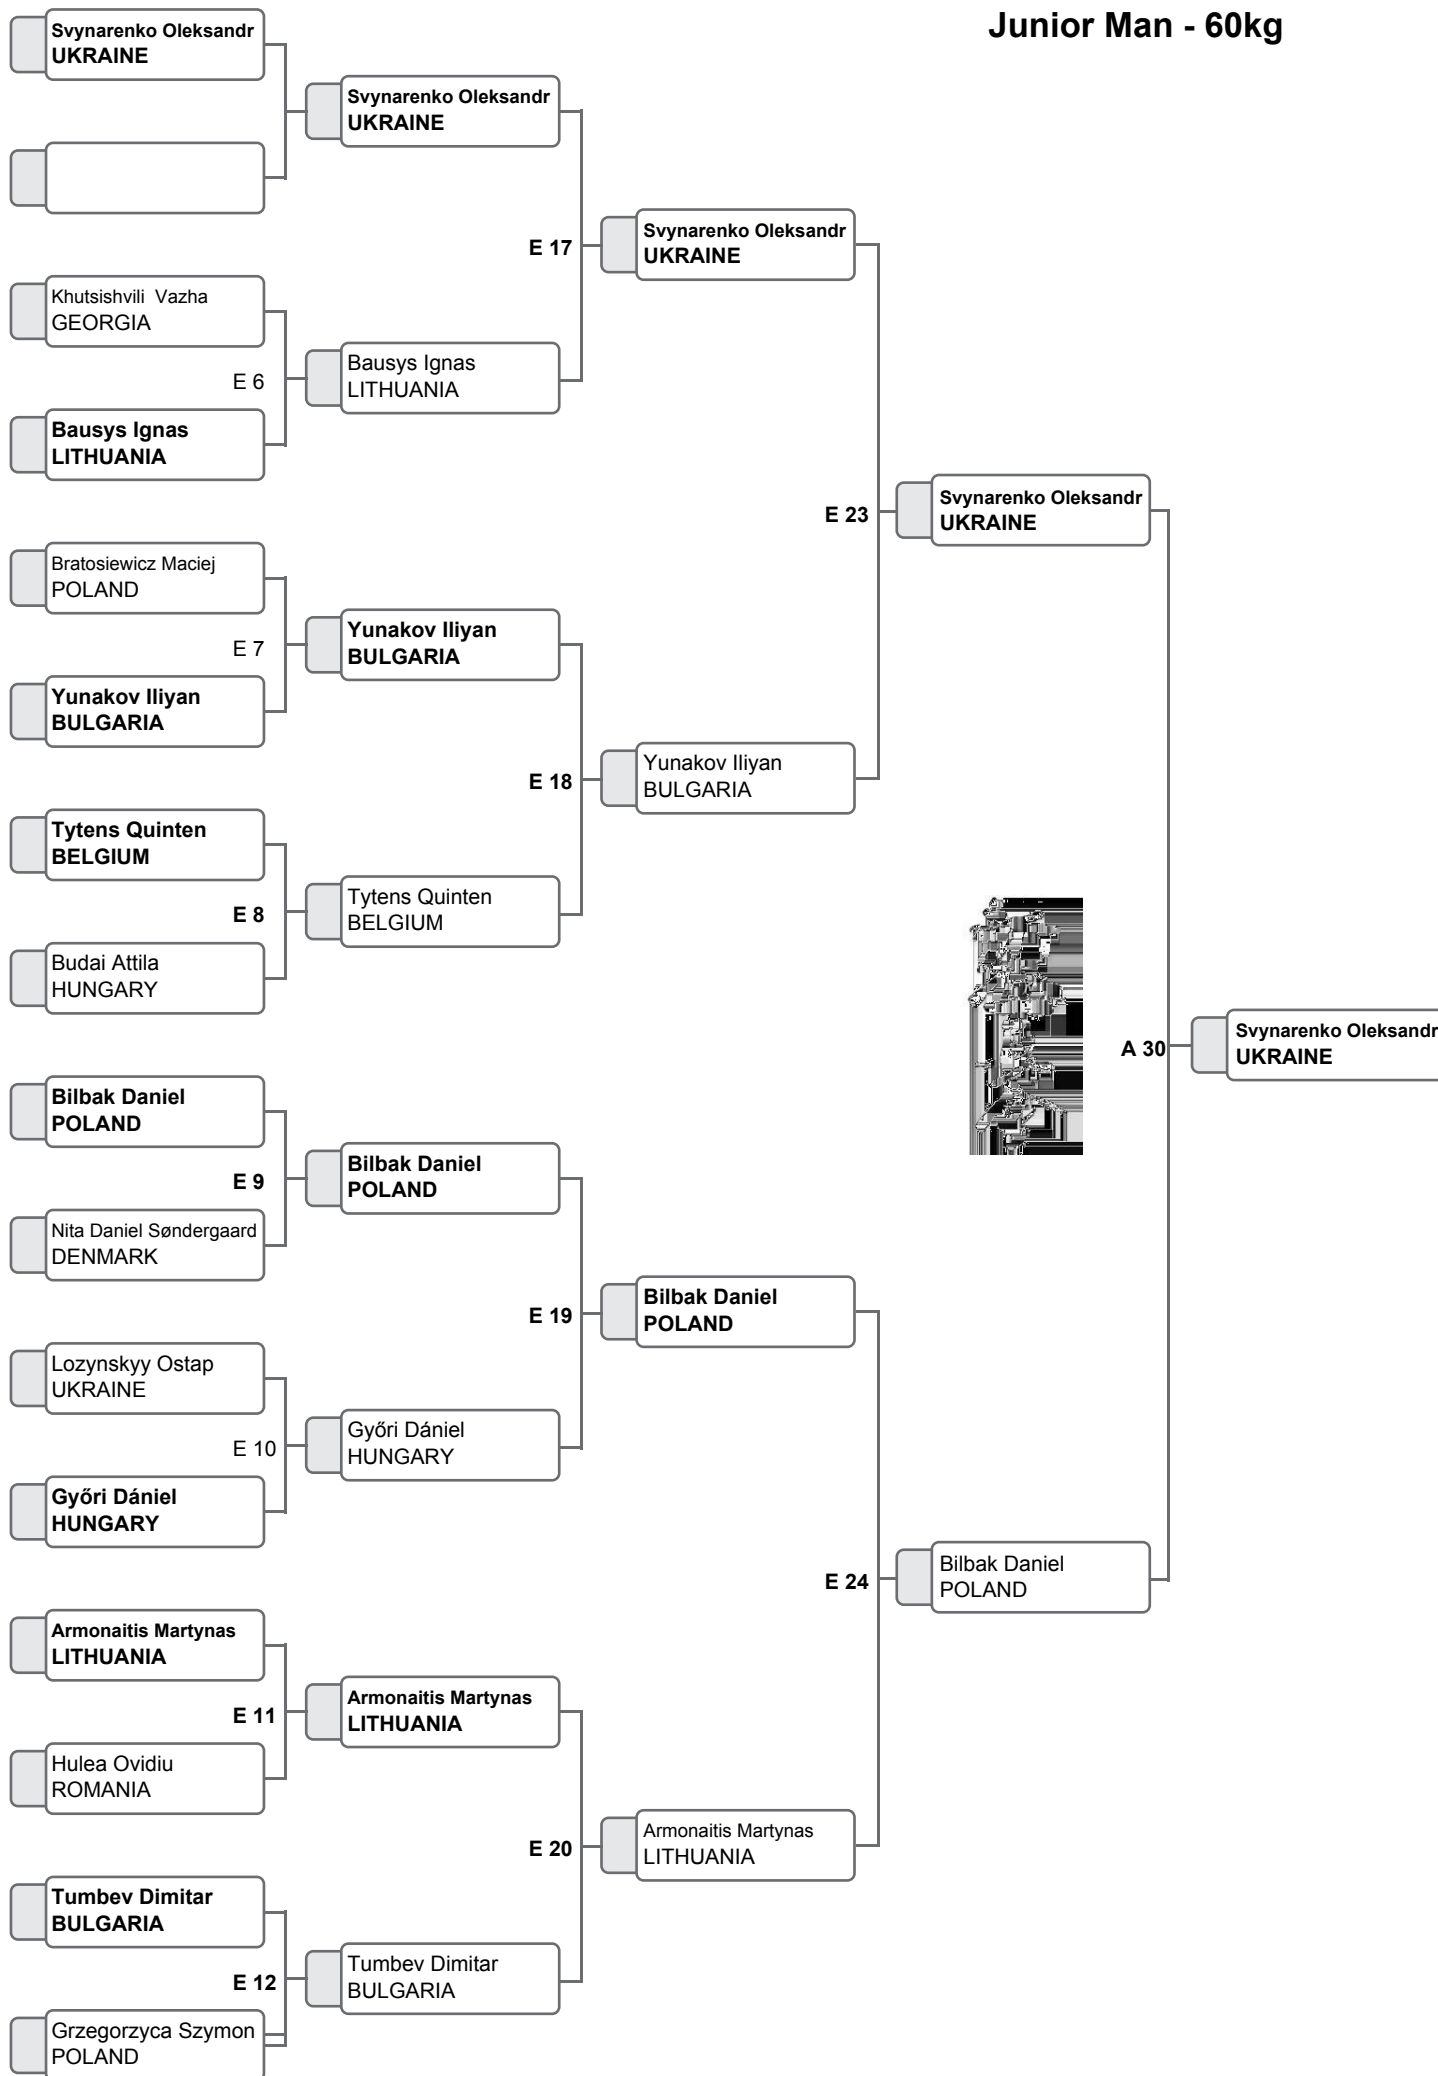 Junior Man - 60kg
Svynarenko Oleksandr
UKRAINE
Svynarenko Oleksandr
UKRAINE
E 17
Svynarenko Oleksandr
UKRAINE
Khutsishvili  Vazha
GEORGIA
E 6
Bausys Ignas
LITHUANIA
Bausys Ignas
LITHUANIA
E 23
Svynarenko Oleksandr
UKRAINE
Bratosiewicz Maciej
POLAND
E 7
Yunakov Iliyan
BULGARIA
Yunakov Iliyan
BULGARIA
E 18
Yunakov Iliyan
BULGARIA
Tytens Quinten
BELGIUM
E 8
Tytens Quinten
BELGIUM
Budai Attila
HUNGARY
A 30
Svynarenko Oleksandr
UKRAINE
Bilbak Daniel
POLAND
E 9
Bilbak Daniel
POLAND
Nita Daniel Søndergaard
DENMARK
E 19
Bilbak Daniel
POLAND
Lozynskyy Ostap
UKRAINE
E 10
Győri Dániel
HUNGARY
Győri Dániel
HUNGARY
E 24
Bilbak Daniel
POLAND
Armonaitis Martynas
LITHUANIA
E 11
Armonaitis Martynas
LITHUANIA
Hulea Ovidiu
ROMANIA
E 20
Armonaitis Martynas
LITHUANIA
Tumbev Dimitar
BULGARIA
E 12
Tumbev Dimitar
BULGARIA
Grzegorzyca Szymon
POLAND